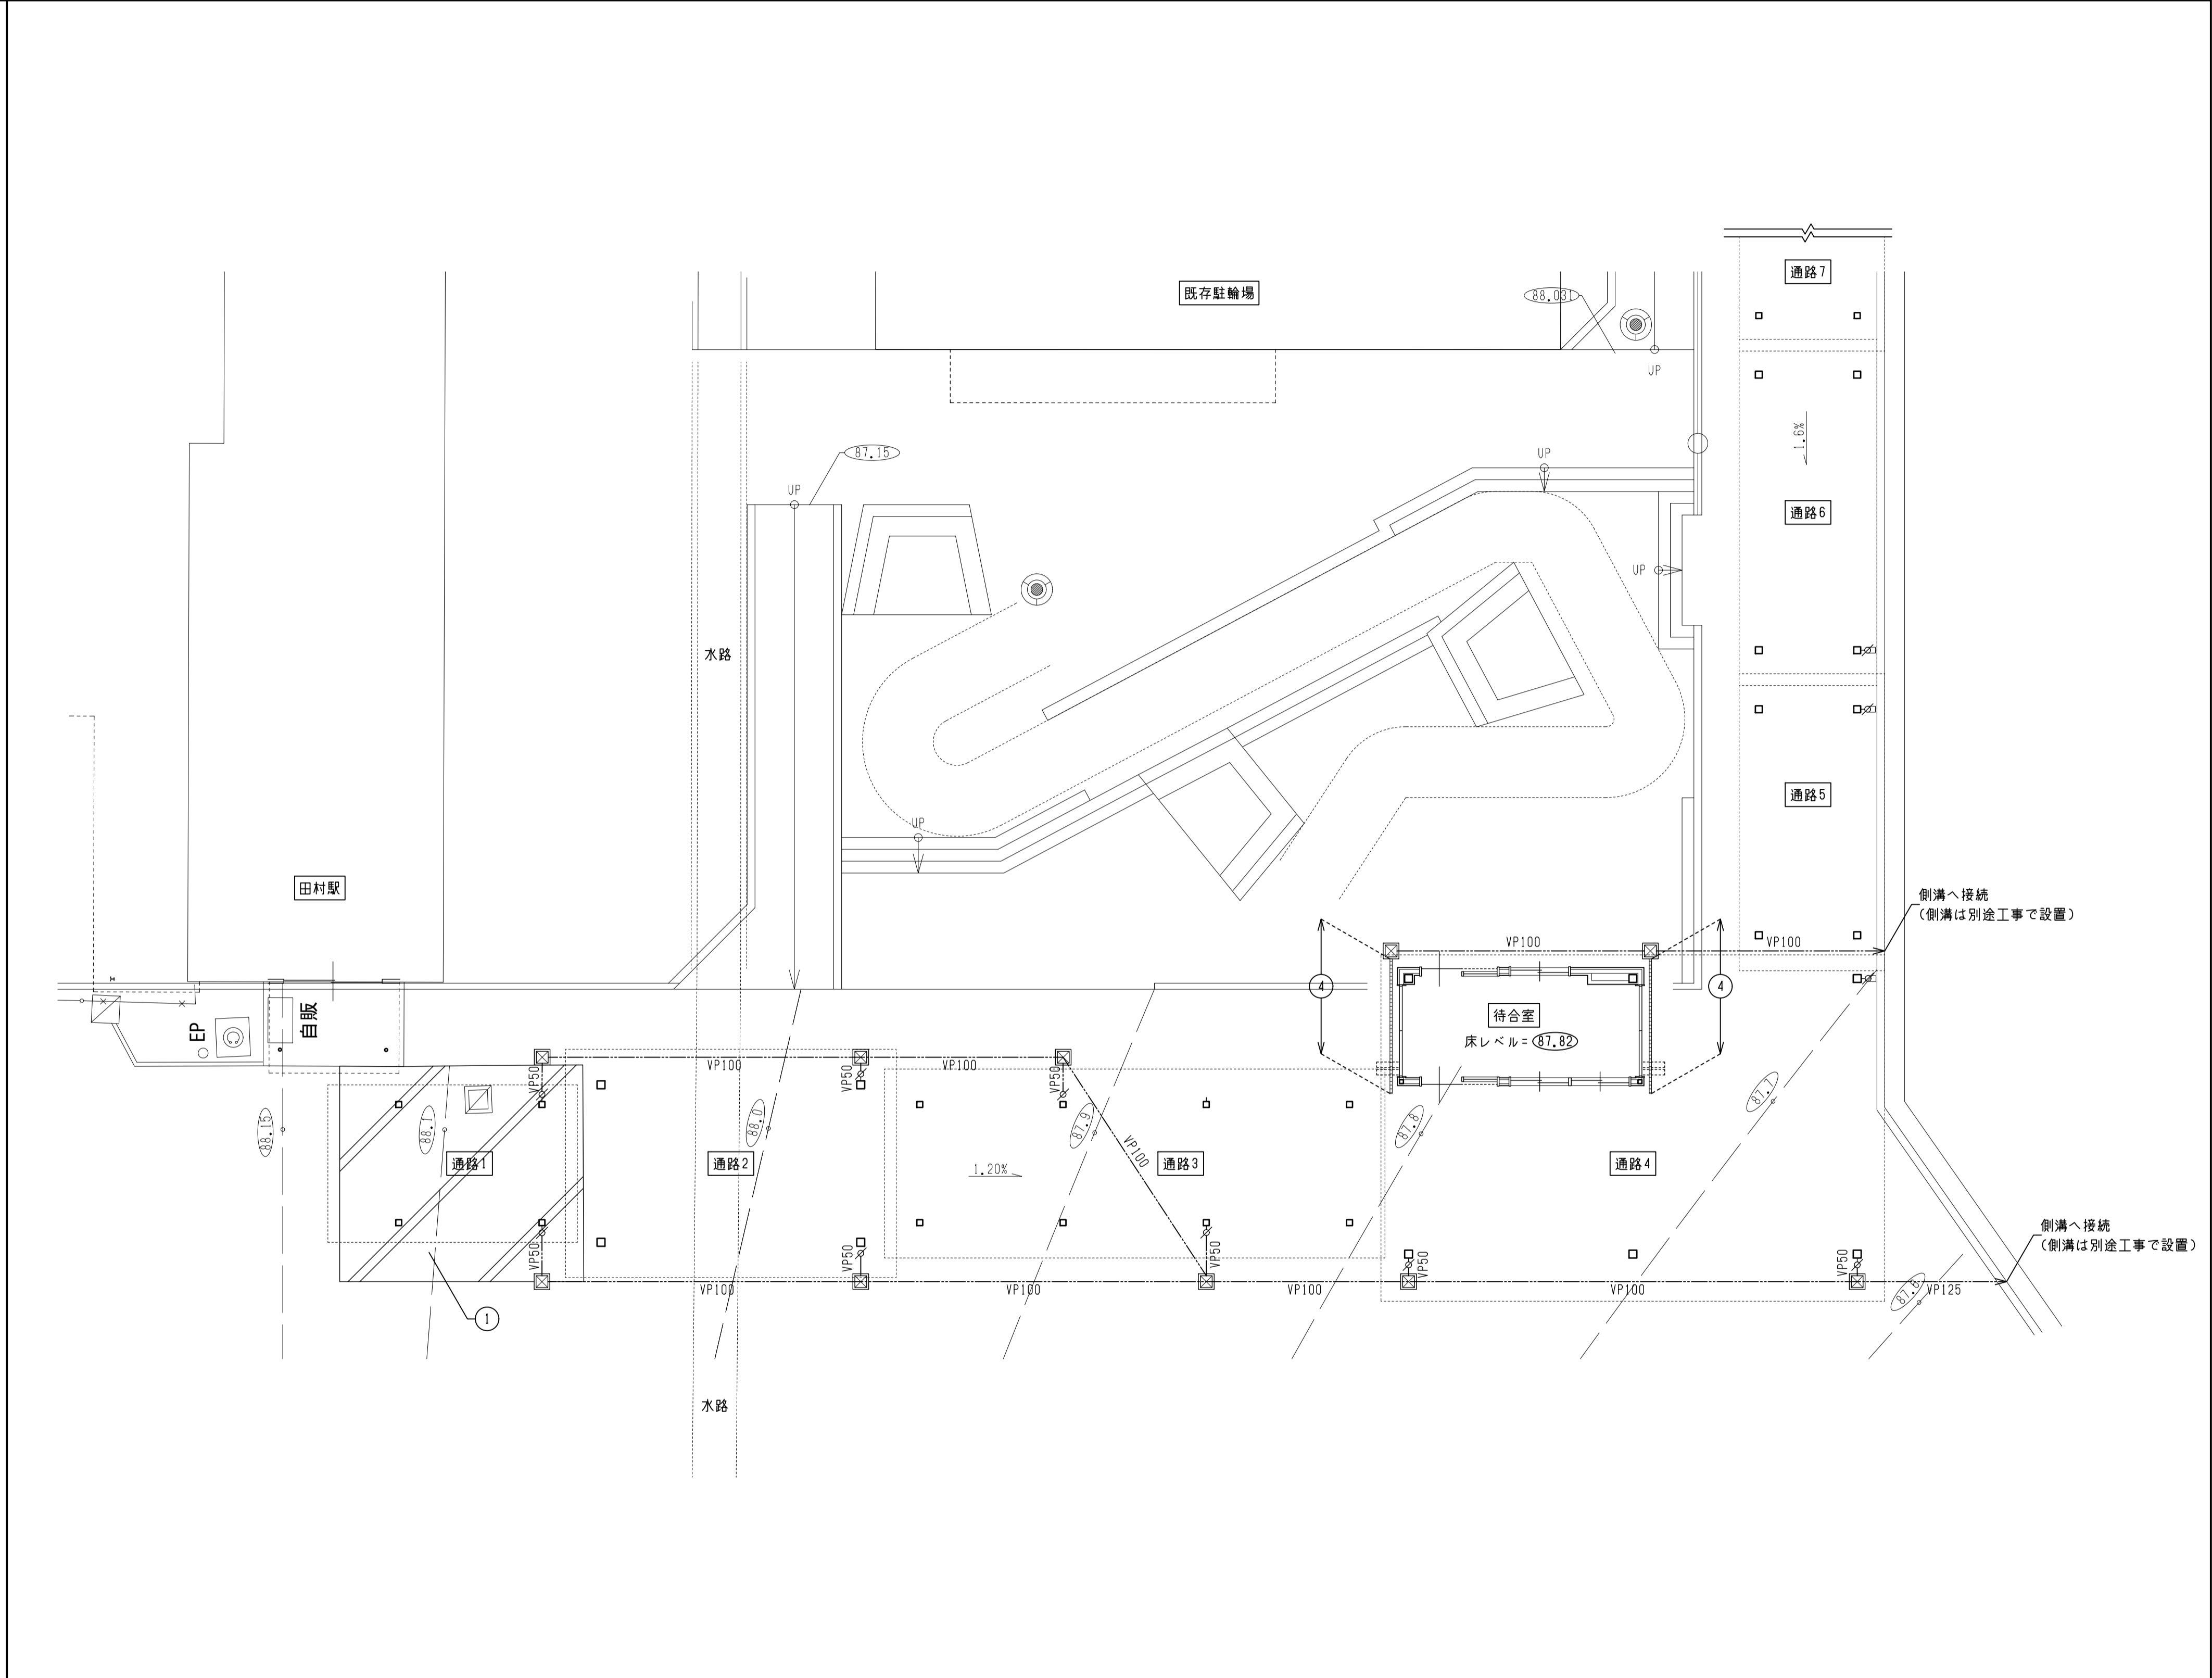 通路7
既存駐輪場
88.031
UP
1.6%
87.15
UP
UP
通路6
UP
水路
通路5
UP
田村駅
側溝へ接続
(側溝は別途工事で設置)
VP100
VP100
4
4
待合室
床レベル=87.82
EP
自販
VP100
VP100
VP50
VP50
VP50
88.15
88.1
88.0
87.9
87.8
87.7
VP100
通路1
通路2
1.20%
通路3
通路4
側溝へ接続
(側溝は別途工事で設置)
VP50
VP50
VP50
VP50
VP50
VP100
VP100
VP100
VP100
87.6
VP125
1
水路